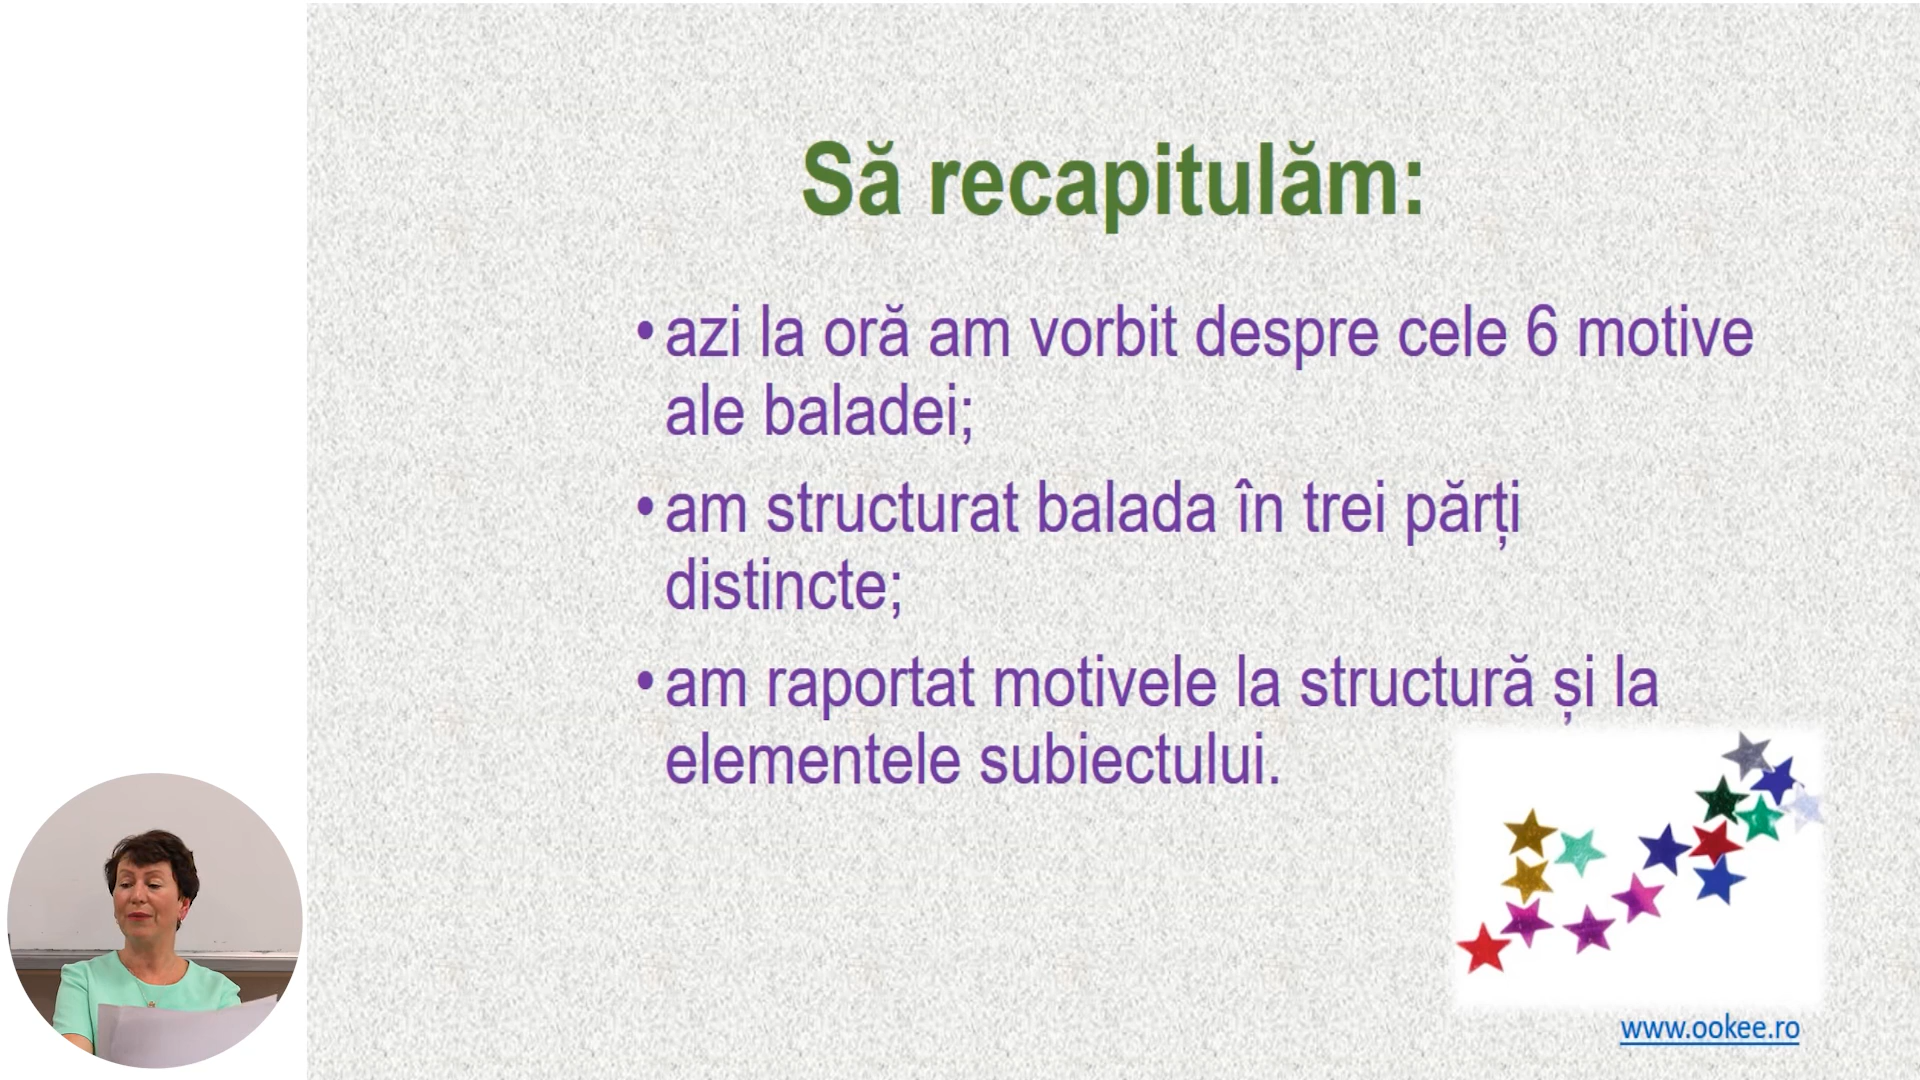 Să recapitulăm:
• azi la oră am vorbit despre cele 6 motive
ale baladei;
• am structurat balada în trei părți
distincte;
• am raportat motivele la structură și la
elementele subiectului.
www.ookee.ro